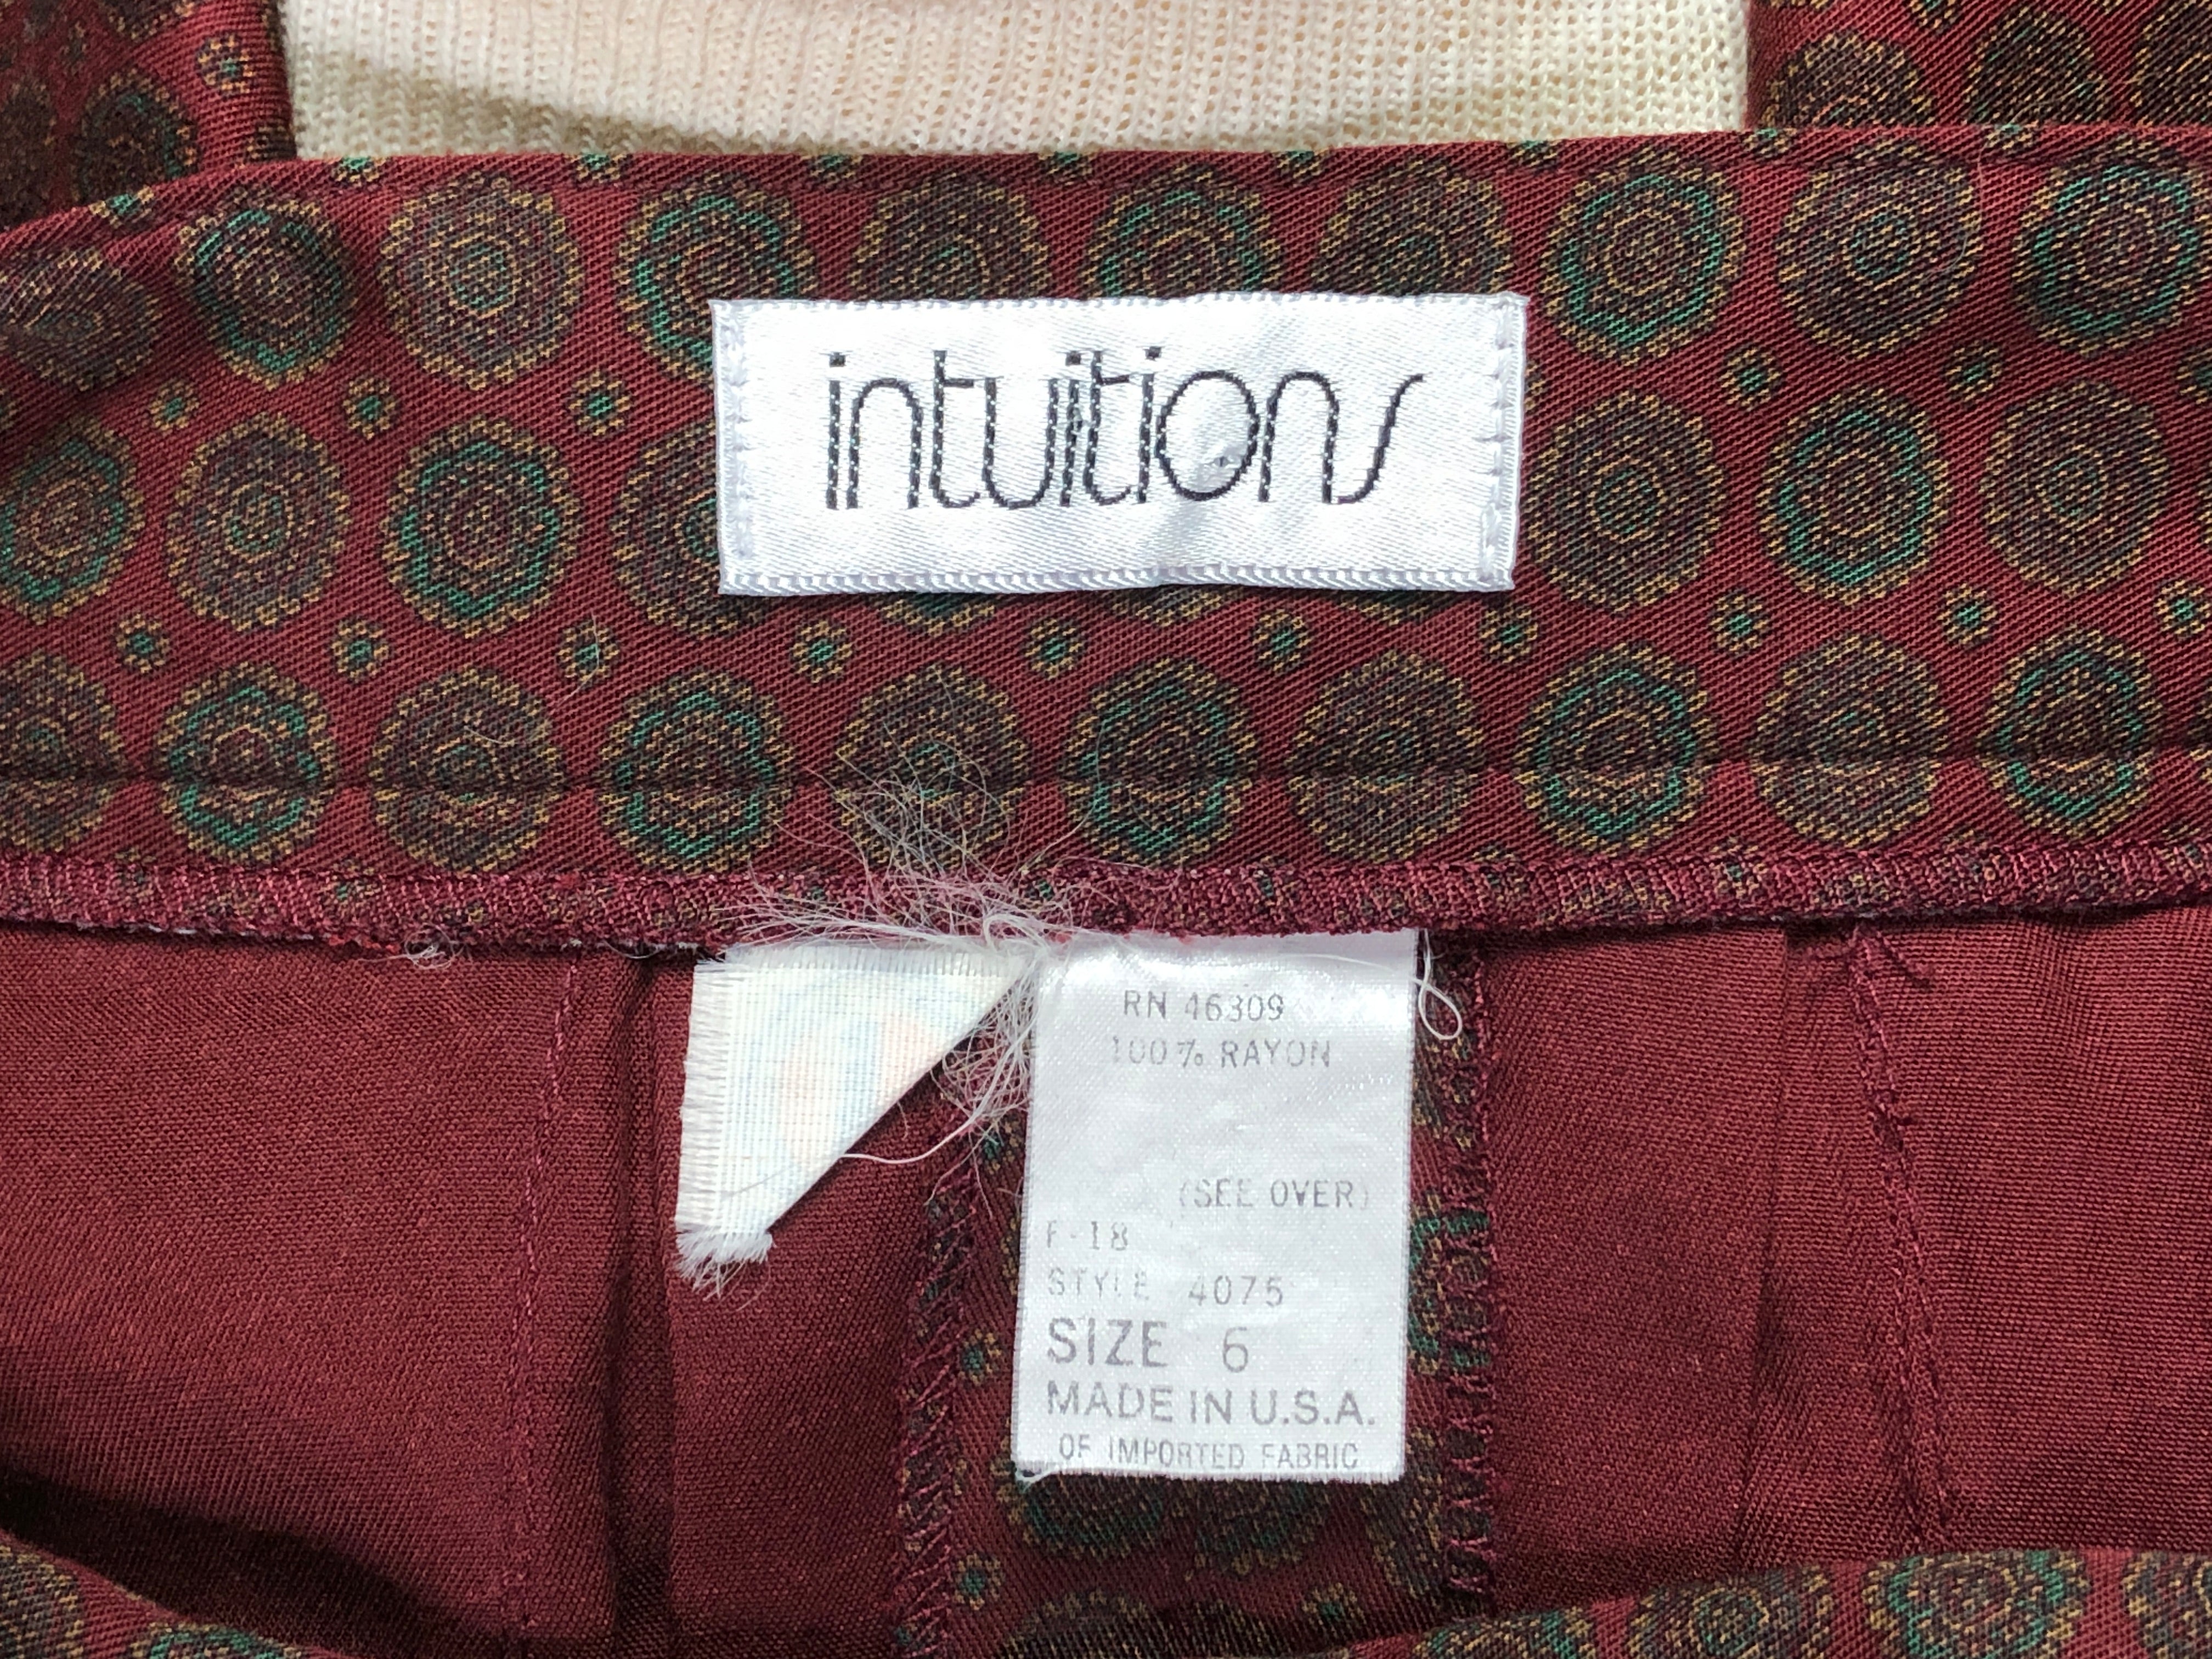 intuitions
RN 46309
100% RAYON
(SEE OVER)
F-18
STYLE 4075
SIZE 6
MADE IN U.S.A.
OF IMPORTED FABRIC